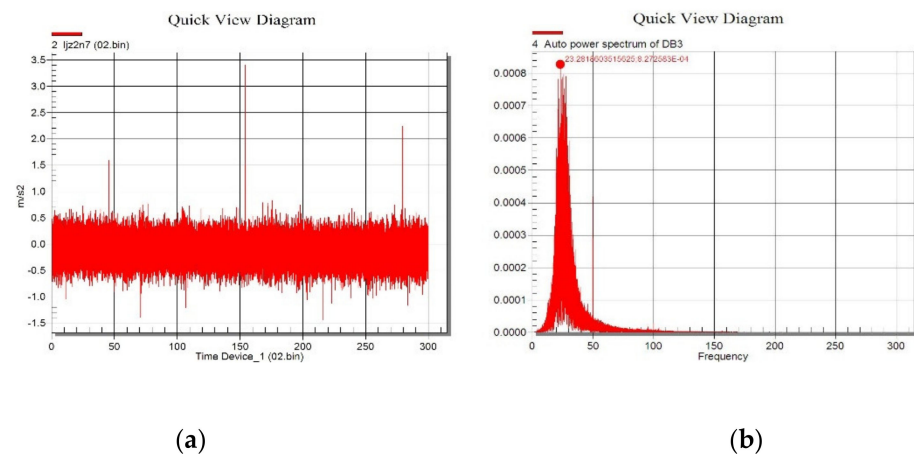 Quick View Diagram
2 ljz2n7 (02.bin)
3.5
3.0
2.5
2.0
1.5
1.0
0.5
0.0
-0.5
-1.0
-1.5
m/s2
0 50 100 150 200 250 300
Time Device_1 (02.bin)
(a)
Quick View Diagram
4 Auto power spectrum of DB3
23.2818603515625,8.272563E-04
0.0008
0.0007
0.0006
0.0005
0.0004
0.0003
0.0002
0.0001
0.0000
0 50 100 150 200 250 300
Frequency
(b)